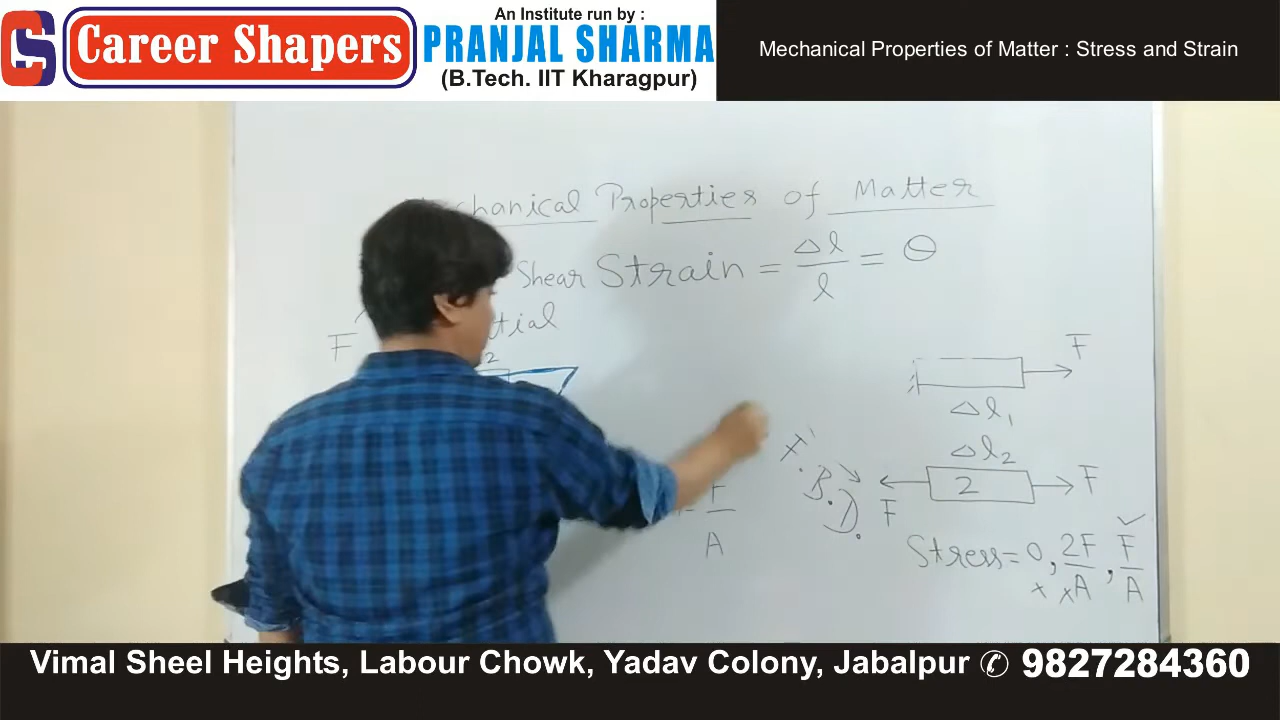 Career Shapers
An Institute run by :
PRANJAL SHARMA
(B.Tech. IIT Kharagpur)
Mechanical Properties of Matter : Stress and Strain
Properties of Matter
Shear Strain = Δl/l = θ
F
F
Δl₁
Δl₂
F 2 F
F.B.D.
A
Stress = 0, 2F/A, F/A
Vimal Sheel Heights, Labour Chowk, Yadav Colony, Jabalpur ✆ 9827284360